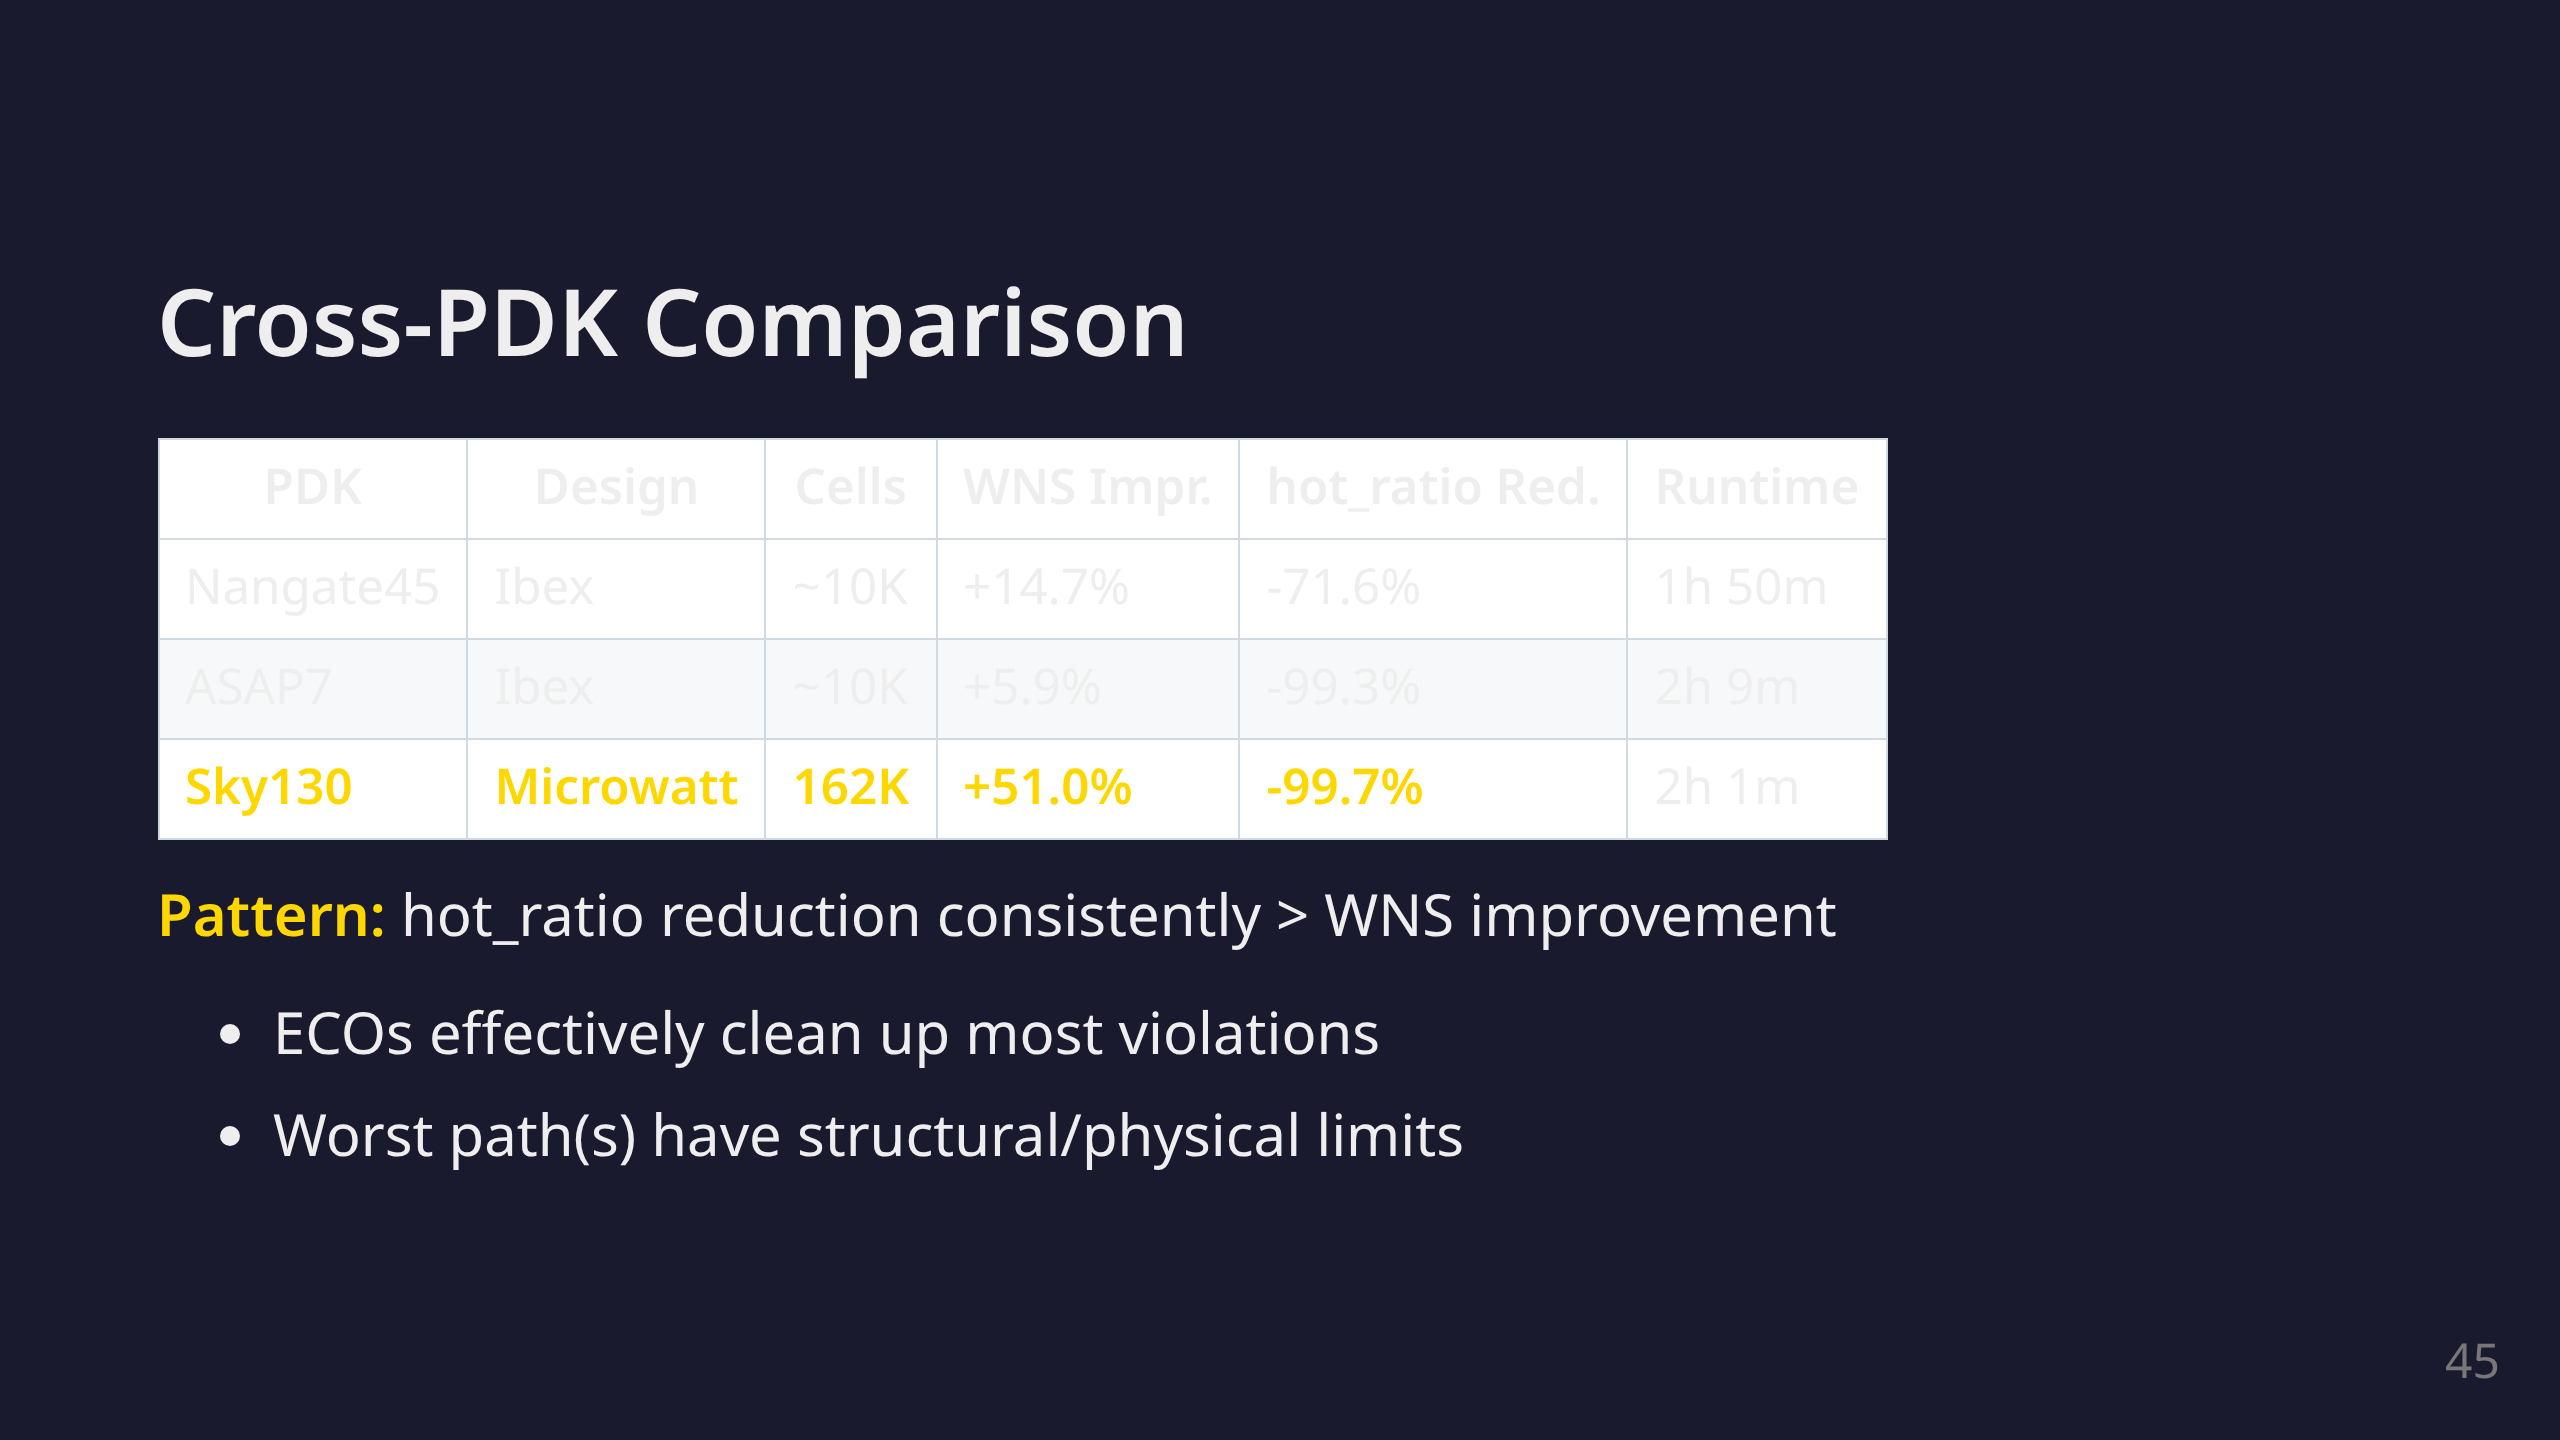 Cross-PDK Comparison
PDK Design Cells WNS Impr. hot_ratio Red. Runtime
Nangate45 Ibex ~10K +14.7% -71.6% 1h 50m
ASAP7 Ibex ~10K +5.9% -99.3% 2h 9m
Sky130 Microwatt 162K +51.0% -99.7% 2h 1m
Pattern: hot_ratio reduction consistently > WNS improvement
• ECOs effectively clean up most violations
• Worst path(s) have structural/physical limits
45